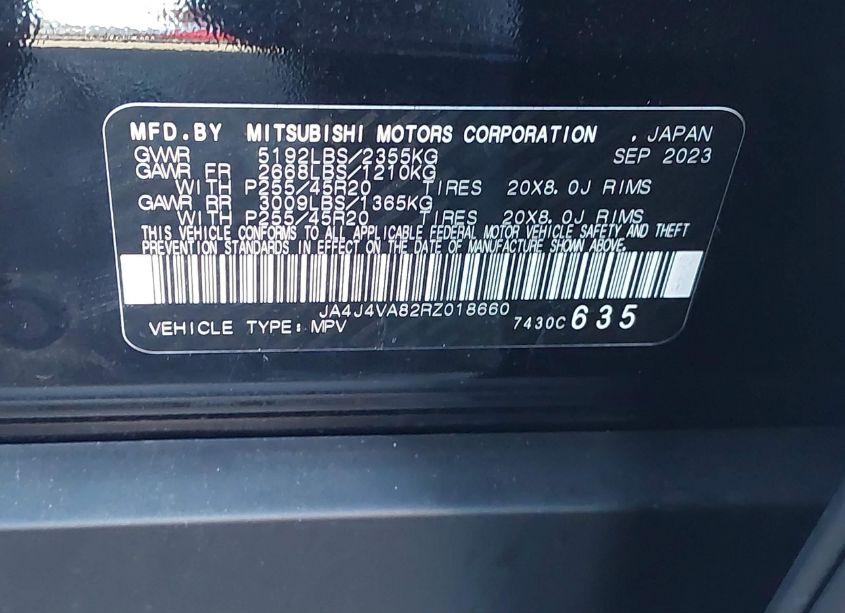 MFD.BY MITSUBISHI MOTORS CORPORATION . JAPAN
GVWR 5192LBS/2355KG SEP 2023
GAWR FR 2668LBS/1210KG
WITH P255/45R20 TIRES 20X8.0J RIMS
GAWR RR 3009LBS/1365KG
WITH P255/45R20 TIRES 20X8.0J RIMS
THIS VEHICLE CONFORMS TO ALL APPLICABLE FEDERAL MOTOR VEHICLE SAFETY AND THEFT
PREVENTION STANDARDS IN EFFECT ON THE DATE OF MANUFACTURE SHOWN ABOVE.
JA4J4VA82RZ018660
VEHICLE TYPE: MPV 7430C 635